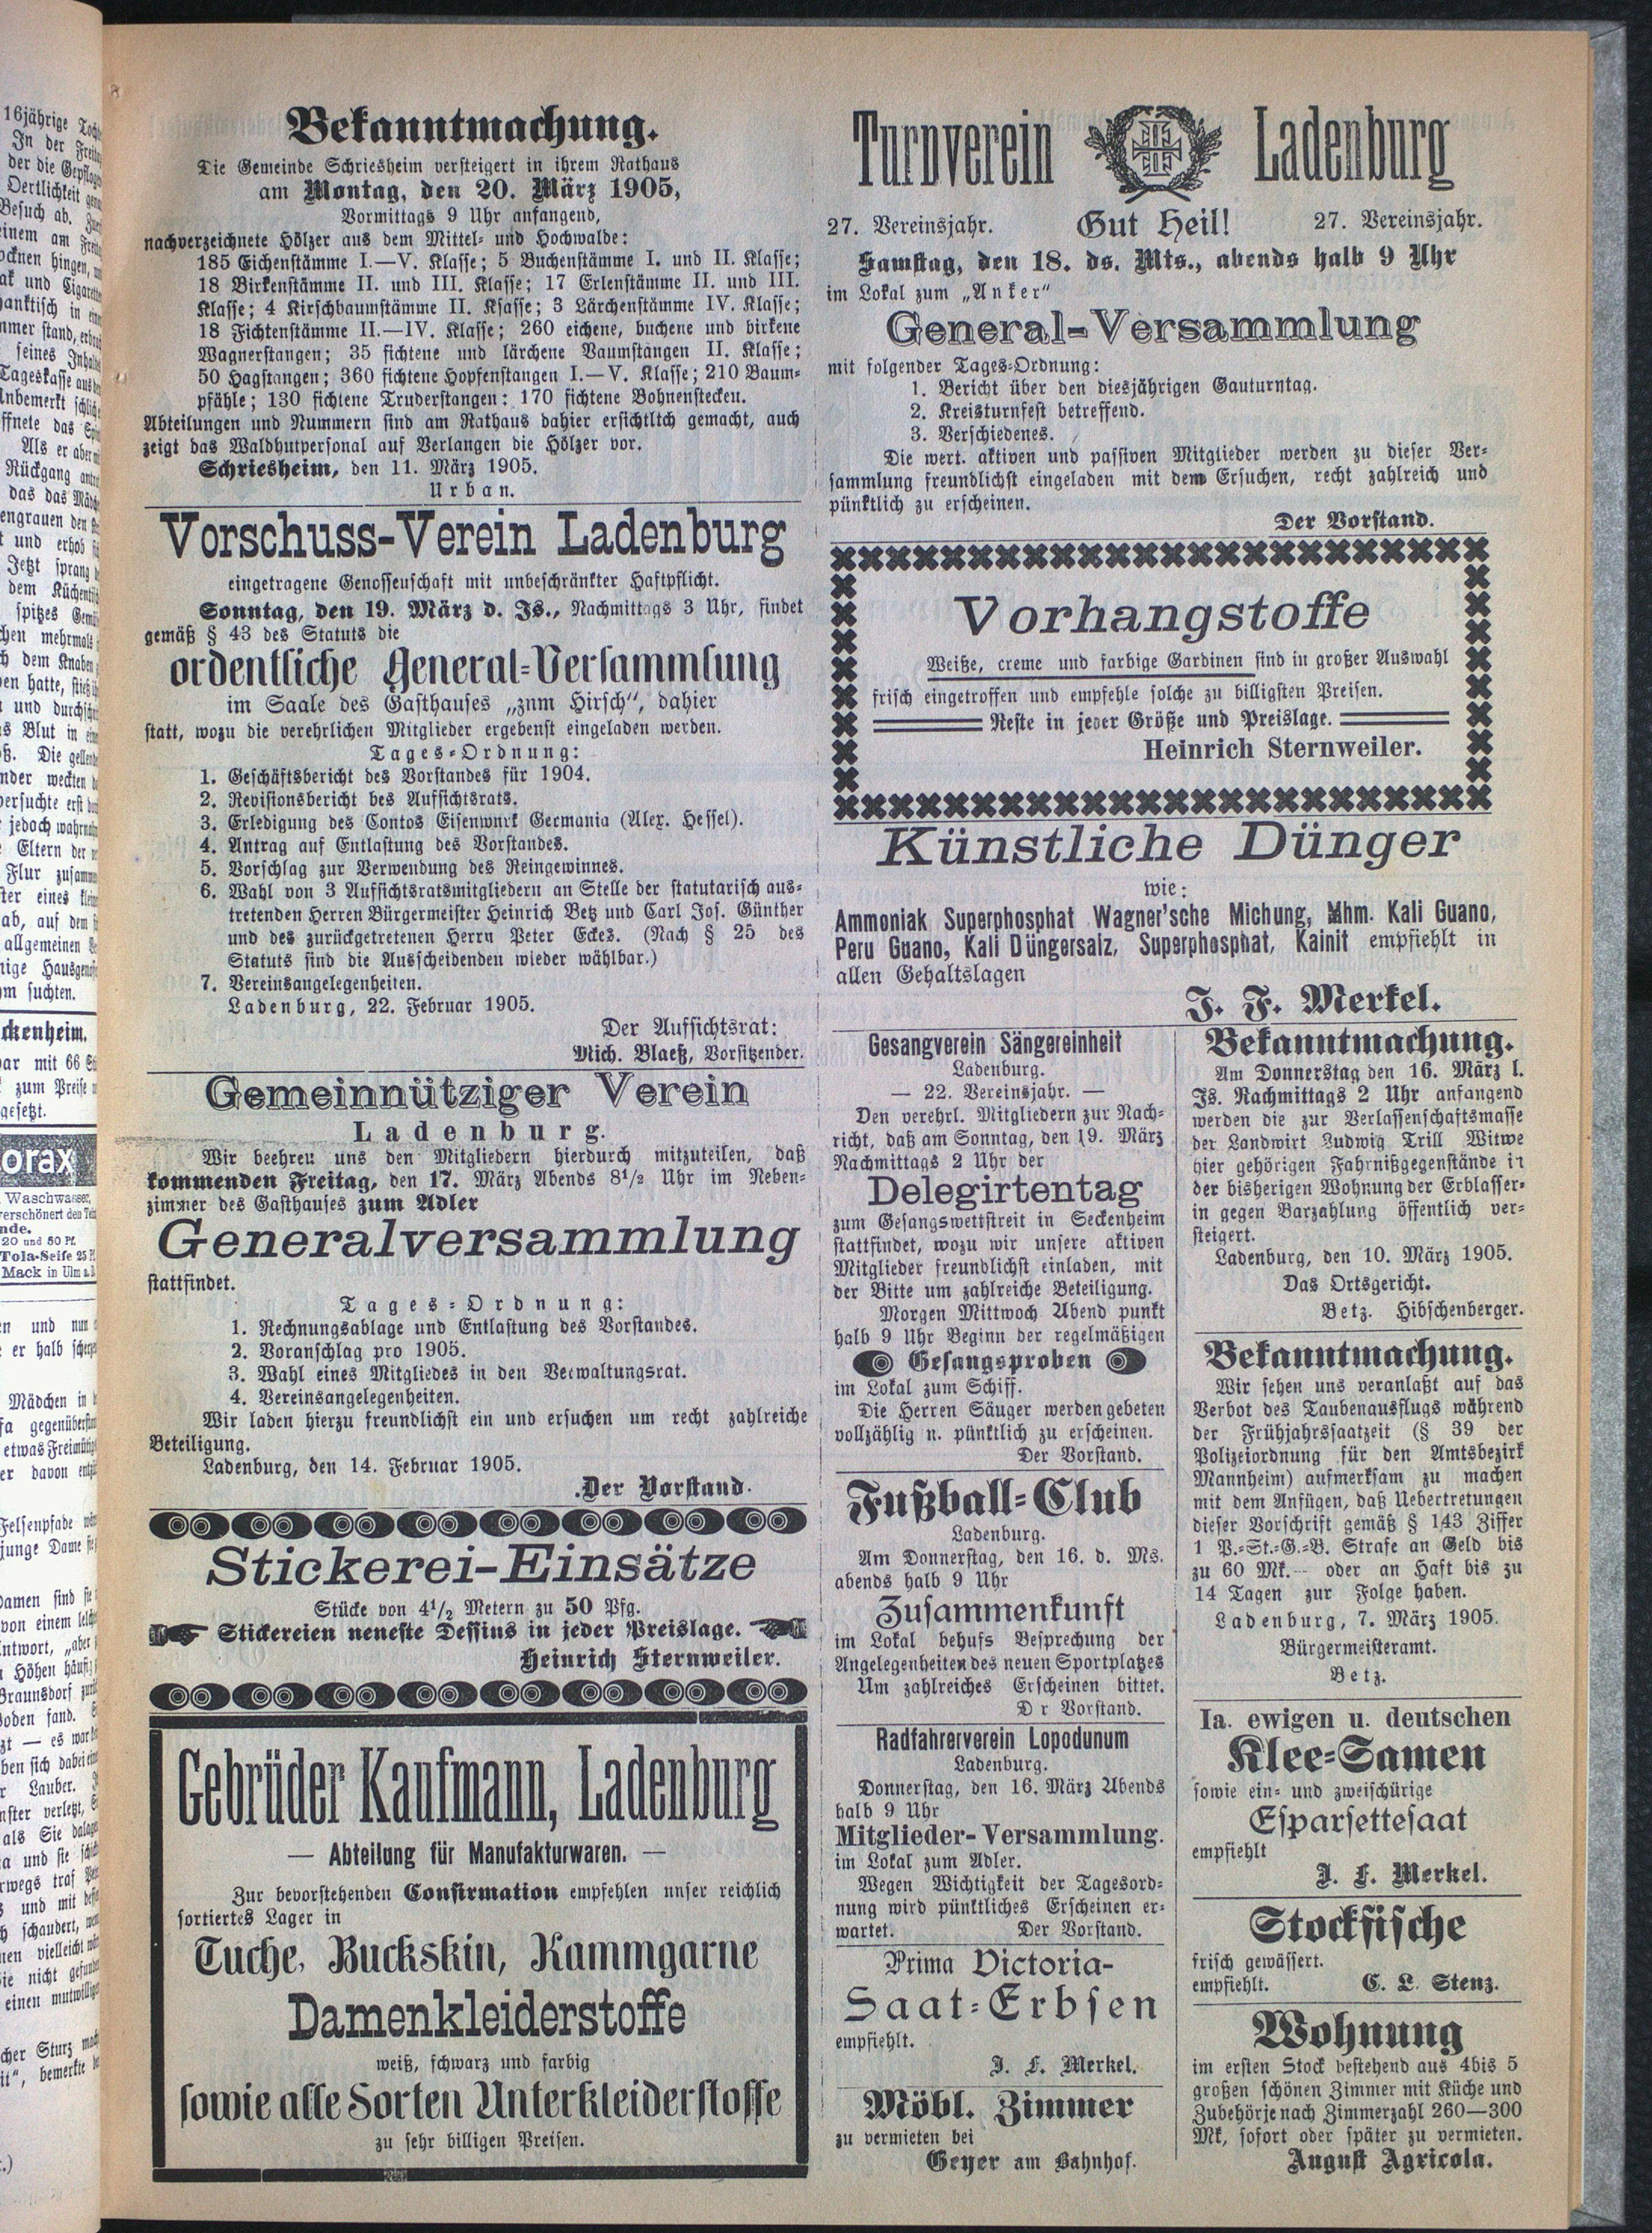 Bekanntmachung.
Die Gemeinde Schriesheim versteigert in ihrem Rathaus
am Montag, den 20. März 1905,
Vormittags 9 Uhr anfangend,
nachverzeichnete Hölzer aus dem Mittel- und Hochwalde:
185 Eichenstämme I.—V. Klasse; 5 Buchenstämme I. und II. Klasse;
18 Birkenstämme II. und III. Klasse; 17 Erlenstämme II. und III.
Klasse; 4 Kirschbaumstämme II. Ksasse; 3 Lärchenstämme IV. Klasse;
18 Fichtenstämme II.—IV. Klasse; 260 eichene, buchene und birkene
Wagnerstangen; 35 fichtene und lärchene Baumstangen II. Klasse;
50 Hagstangen; 360 fichtene Hopfenstangen I.—V. Klasse; 210 Baum-
pfähle; 130 fichtene Truderstangen: 170 fichtene Bohnenstecken.
Abteilungen und Nummern sind am Rathaus dahier ersichtltch gemacht, auch
zeigt das Waldhutpersonal auf Verlangen die Hölzer vor.
Schriesheim, den 11. März 1905.
Urban.
Vorschuss-Verein Ladenburg
eingetragene Genossenschaft mit unbeschränkter Haftpflicht.
Sonntag, den 19. März d. Js., Nachmittags 3 Uhr, findet
gemäß § 43 des Statuts die
ordentliche General-Versammlung
im Saale des Gasthauses „zum Hirsch“, dahier
statt, wozu die verehrlichen Mitglieder ergebenst eingeladen werden.
Tages-Ordnung:
1. Geschäftsbericht des Vorstandes für 1904.
2. Revisionsbericht des Aufsichtsrats.
3. Erledigung des Contos Eisenwerk Germania (Alex. Hessel).
4. Antrag auf Entlastung des Vorstandes.
5. Vorschlag zur Verwendung des Reingewinnes.
6. Wahl von 3 Aufsichtsratsmitgliedern an Stelle der statutarisch aus-
tretenden Herren Bürgermeister Heinrich Betz und Carl Jos. Günther
und des zurückgetretenen Herrn Peter Eckes. (Nach § 25 des
Statuts sind die Ausscheidenden wieder wählbar.)
7. Vereinsangelegenheiten.
Ladenburg, 22. Februar 1905.
Der Aufsichtsrat:
Mich. Blaeß, Vorsitzender.
Gemeinnütziger Verein
Ladenburg.
Wir beehren uns den Mitgliedern hierdurch mitzuteilen, daß
kommenden Freitag, den 17. März Abends 8½ Uhr im Neben-
zimmer des Gasthauses zum Adler
Generalversammlung
stattfindet.
Tages-Ordnung:
1. Rechnungsablage und Entlastung des Vorstandes.
2. Voranschlag pro 1905.
3. Wahl eines Mitgliedes in den Verwaltungsrat.
4. Vereinsangelegenheiten.
Wir laden hierzu freundlichst ein und ersuchen um recht zahlreiche
Beteiligung.
Ladenburg, den 14. Februar 1905.
Der Vorstand.
Stickerei-Einsätze
Stücke von 4½ Metern zu 50 Pfg.
Stickereien neueste Dessins in jeder Preislage.
Heinrich Sternweiler.
Gebrüder Kaufmann, Ladenburg
— Abteilung für Manufakturwaren. —
Zur bevorstehenden Confirmation empfehlen unser reichlich
sortiertes Lager in
Tuche, Buckskin, Kammgarne
Damenkleiderstoffe
weiß, schwarz und farbig
sowie alle Sorten Unterkleiderstoffe
zu sehr billigen Preisen.
Turnverein Ladenburg
27. Vereinsjahr. Gut Heil! 27. Vereinsjahr.
Samstag, den 18. ds. Mts., abends halb 9 Uhr
im Lokal zum „Anker“
General-Versammlung
mit folgender Tages-Ordnung:
1. Bericht über den diesjährigen Gauturntag.
2. Kreisturnfest betreffend.
3. Verschiedenes.
Die wert. aktiven und passiven Mitglieder werden zu dieser Ver-
sammlung freundlichst eingeladen mit dem Ersuchen, recht zahlreich und
pünktlich zu erscheinen.
Der Vorstand.
Vorhangstoffe
Weiße, creme und farbige Gardinen sind in großer Auswahl
frisch eingetroffen und empfehle solche zu billigsten Preisen.
Reste in jeder Größe und Preislage.
Heinrich Sternweiler.
Künstliche Dünger
wie:
Ammoniak Superphosphat Wagner'sche Michung, Mhm. Kali Guano,
Peru Guano, Kali Düngersalz, Superphosphat, Kainit empfiehlt in
allen Gehaltslagen
J. F. Merkel.
Gesangverein Sängereinheit
Ladenburg.
— 22. Vereinsjahr. —
Den verehrl. Mitgliedern zur Nach-
richt, daß am Sonntag, den 19. März
Nachmittags 2 Uhr der
Delegirtentag
zum Gesangswettstreit in Seckenheim
stattfindet, wozu wir unsere aktiven
Mitglieder freundlichst einladen, mit
der Bitte um zahlreiche Beteiligung.
Morgen Mittwoch Abend punkt
halb 9 Uhr Beginn der regelmäßigen
Gesangsproben
im Lokal zum Schiff.
Die Herren Säuger werden gebeten
vollzählig n. pünktlich zu erscheinen.
Der Vorstand.
Fußball-Club
Ladenburg.
Am Donnerstag, den 16. d. Ms.
abends halb 9 Uhr
Zusammenkunft
im Lokal behufs Besprechung der
Angelegenheiten des neuen Sportplatzes
Um zahlreiches Erscheinen bittet.
D r Vorstand.
Radfahrerverein Lopodunum
Ladenburg.
Donnerstag, den 16. März Abends
halb 9 Uhr
Mitglieder-Versammlung.
im Lokal zum Adler.
Wegen Wichtigkeit der Tagesord-
nung wird pünktliches Erscheinen er-
wartet. Der Vorstand.
Prima Victoria-
Saat-Erbsen
empfiehlt.
J. F. Merkel.
Möbl. Zimmer
zu vermieten bei
Geyer am Bahnhof.
Bekanntmachung.
Am Donnerstag den 16. März l.
Js. Nachmittags 2 Uhr anfangend
werden die zur Verlassenschaftsmasse
der Landwirt Ludwig Trill Witwe
hier gehörigen Fahrnißgegenstände in
der bisherigen Wohnung der Erblasser-
in gegen Barzahlung öffentlich ver-
steigert.
Ladenburg, den 10. März 1905.
Das Ortsgericht.
Betz. Hibschenberger.
Bekanntmachung.
Wir sehen uns veranlaßt auf das
Verbot des Taubenausflugs während
der Frühjahrssaatzeit (§ 39 der
Polizeiordnung für den Amtsbezirk
Mannheim) aufmerksam zu machen
mit dem Anfügen, daß Uebertretungen
dieser Vorschrift gemäß § 143 Ziffer
1 P.-St.-G.-B. Strafe an Geld bis
zu 60 Mk.— oder an Haft bis zu
14 Tagen zur Folge haben.
Ladenburg, 7. März 1905.
Bürgermeisteramt.
Betz.
Ia. ewigen u. deutschen
Klee-Samen
sowie ein- und zweischürige
Esparsettesaat
empfiehlt
J. F. Merkel.
Stockfische
frisch gewässert.
empfiehlt. C. L. Stenz.
Wohnung
im ersten Stock bestehend aus 4 bis 5
großen schönen Zimmer mit Küche und
Zubehör je nach Zimmerzahl 260—300
Mk, sofort oder später zu vermieten.
August Agricola.